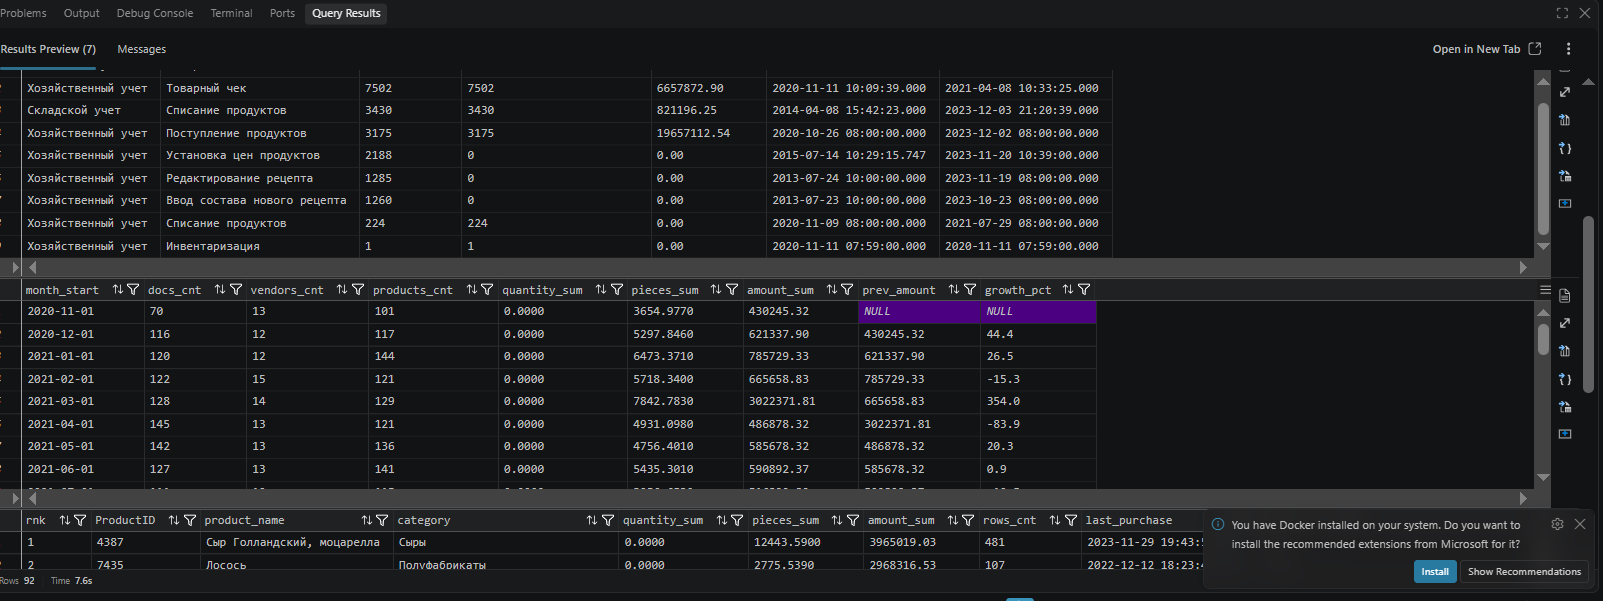 Problems Output Debug Console Terminal Ports Query Results
Results Preview (7) Messages Open in New Tab
Хозяйственный учет Товарный чек 7502 7502 6657872.90 2020-11-11 10:09:39.000 2021-04-08 10:33:25.000
Складской учет Списание продуктов 3430 3430 821196.25 2014-04-08 15:42:23.000 2023-12-03 21:20:39.000
Хозяйственный учет Поступление продуктов 3175 3175 19657112.54 2020-10-26 08:00:00.000 2023-12-02 08:00:00.000
Хозяйственный учет Установка цен продуктов 2188 0 0.00 2015-07-14 10:29:15.747 2023-11-20 10:39:00.000
Хозяйственный учет Редактирование рецепта 1285 0 0.00 2013-07-24 10:00:00.000 2023-11-19 08:00:00.000
Хозяйственный учет Ввод состава нового рецепта 1260 0 0.00 2013-07-23 10:00:00.000 2023-10-23 08:00:00.000
Хозяйственный учет Списание продуктов 224 224 0.00 2020-11-09 08:00:00.000 2021-07-29 08:00:00.000
Хозяйственный учет Инвентаризация 1 1 0.00 2020-11-11 07:59:00.000 2020-11-11 07:59:00.000
month_start docs_cnt vendors_cnt products_cnt quantity_sum pieces_sum amount_sum prev_amount growth_pct
2020-11-01 70 13 101 0.0000 3654.9770 430245.32 NULL NULL
2020-12-01 116 12 117 0.0000 5297.8460 621337.90 430245.32 44.4
2021-01-01 120 12 144 0.0000 6473.3710 785729.33 621337.90 26.5
2021-02-01 122 15 121 0.0000 5718.3400 665658.83 785729.33 -15.3
2021-03-01 128 14 129 0.0000 7842.7830 3022371.81 665658.83 354.0
2021-04-01 145 13 121 0.0000 4931.0980 486878.32 3022371.81 -83.9
2021-05-01 142 13 136 0.0000 4756.4010 585678.32 486878.32 20.3
2021-06-01 127 13 141 0.0000 5435.3010 590892.37 585678.32 0.9
rnk ProductID product_name category quantity_sum pieces_sum amount_sum rows_cnt last_purchase
1 4387 Сыр Голландский, моцарелла Сыры 0.0000 12443.5900 3965019.03 481 2023-11-29 19:43:
2 7435 Лосось Полуфабрикаты 0.0000 2775.5390 2968316.53 107 2022-12-12 18:23:
You have Docker installed on your system. Do you want to
install the recommended extensions from Microsoft for it?
Install Show Recommendations
Rows 92 Time 7.6s